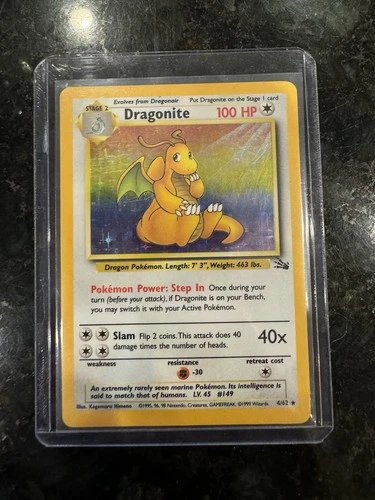 Evolves from Dragonair Put Dragonite on the Stage 1 card
STAGE 2
Dragonite 100 HP
Dragon Pokémon. Length: 7' 3", Weight: 463 lbs.
Pokémon Power: Step In Once during your
turn (before your attack), if Dragonite is on your Bench,
you may switch it with your Active Pokémon.
Slam Flip 2 coins. This attack does 40
damage times the number of heads.
40x
weakness resistance retreat cost
-30
An extremely rarely seen marine Pokémon. Its intelligence
is said to match that of humans. LV. 45 #149
Illus. Kagemaru Himeno ©1995, 96, 98 Nintendo, Creatures, GAMEFREAK. ©1999 Wizards. 4/62